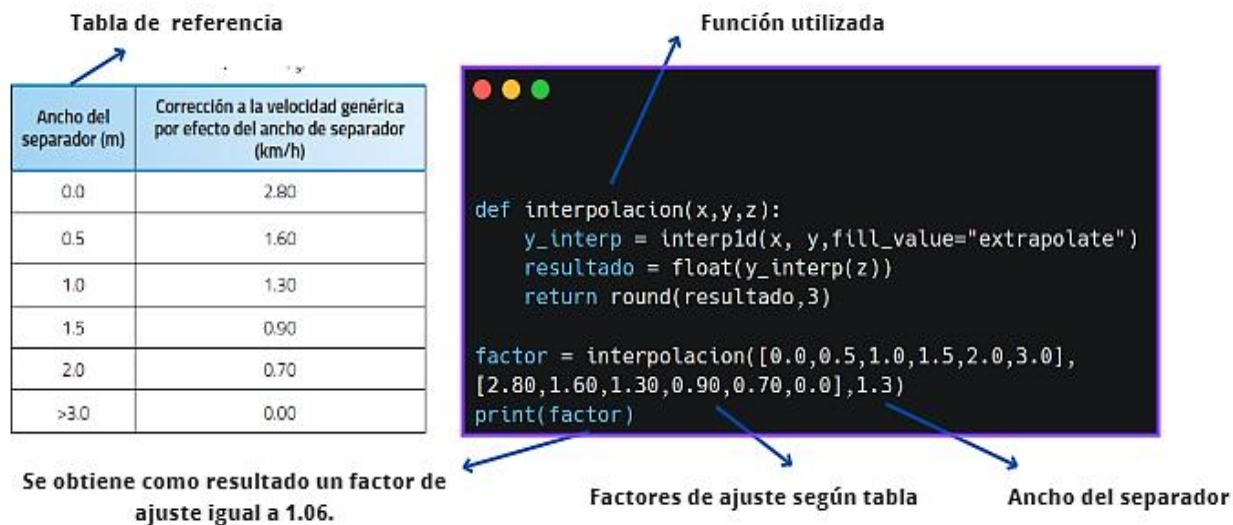 Tabla de referencia
Función utilizada
Ancho del
separador (m)
Corrección a la velocidad genérica
por efecto del ancho de separador
(km/h)
0.0 2.80
0.5 1.60
1.0 1.30
1.5 0.90
2.0 0.70
>3.0 0.00
def interpolacion(x,y,z):
    y_interp = interp1d(x, y,fill_value="extrapolate")
    resultado = float(y_interp(z))
    return round(resultado,3)
factor = interpolacion([0.0,0.5,1.0,1.5,2.0,3.0],
[2.80,1.60,1.30,0.90,0.70,0.0],1.3)
print(factor)
Se obtiene como resultado un factor de
ajuste igual a 1.06.
Factores de ajuste según tabla
Ancho del separador